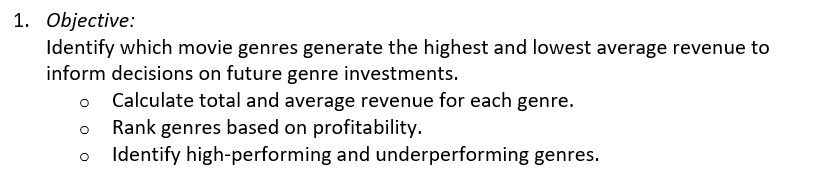 1. Objective:
Identify which movie genres generate the highest and lowest average revenue to
inform decisions on future genre investments.
o Calculate total and average revenue for each genre.
o Rank genres based on profitability.
o Identify high-performing and underperforming genres.